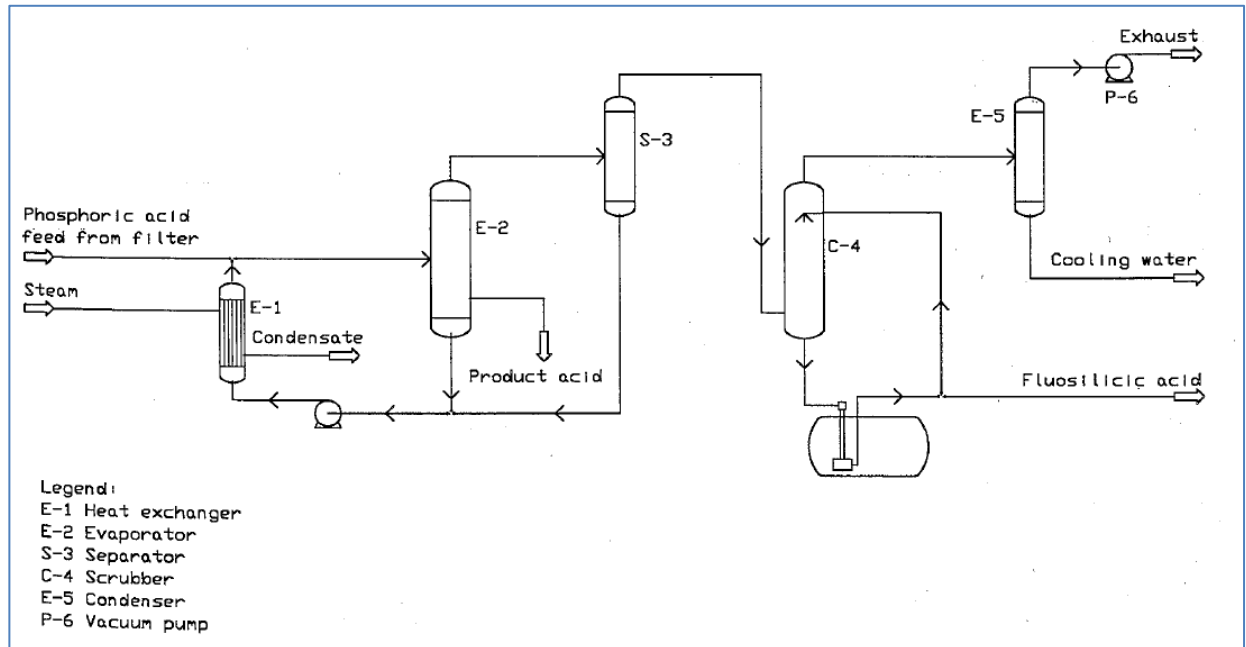 Exhaust
P-6
E-5
S-3
Phosphoric acid
feed from filter
E-2
C-4
Cooling water
Steam
E-1
Condensate
Product acid
Fluosilicic acid
Legend:
E-1 Heat exchanger
E-2 Evaporator
S-3 Separator
C-4 Scrubber
E-5 Condenser
P-6 Vacuum pump